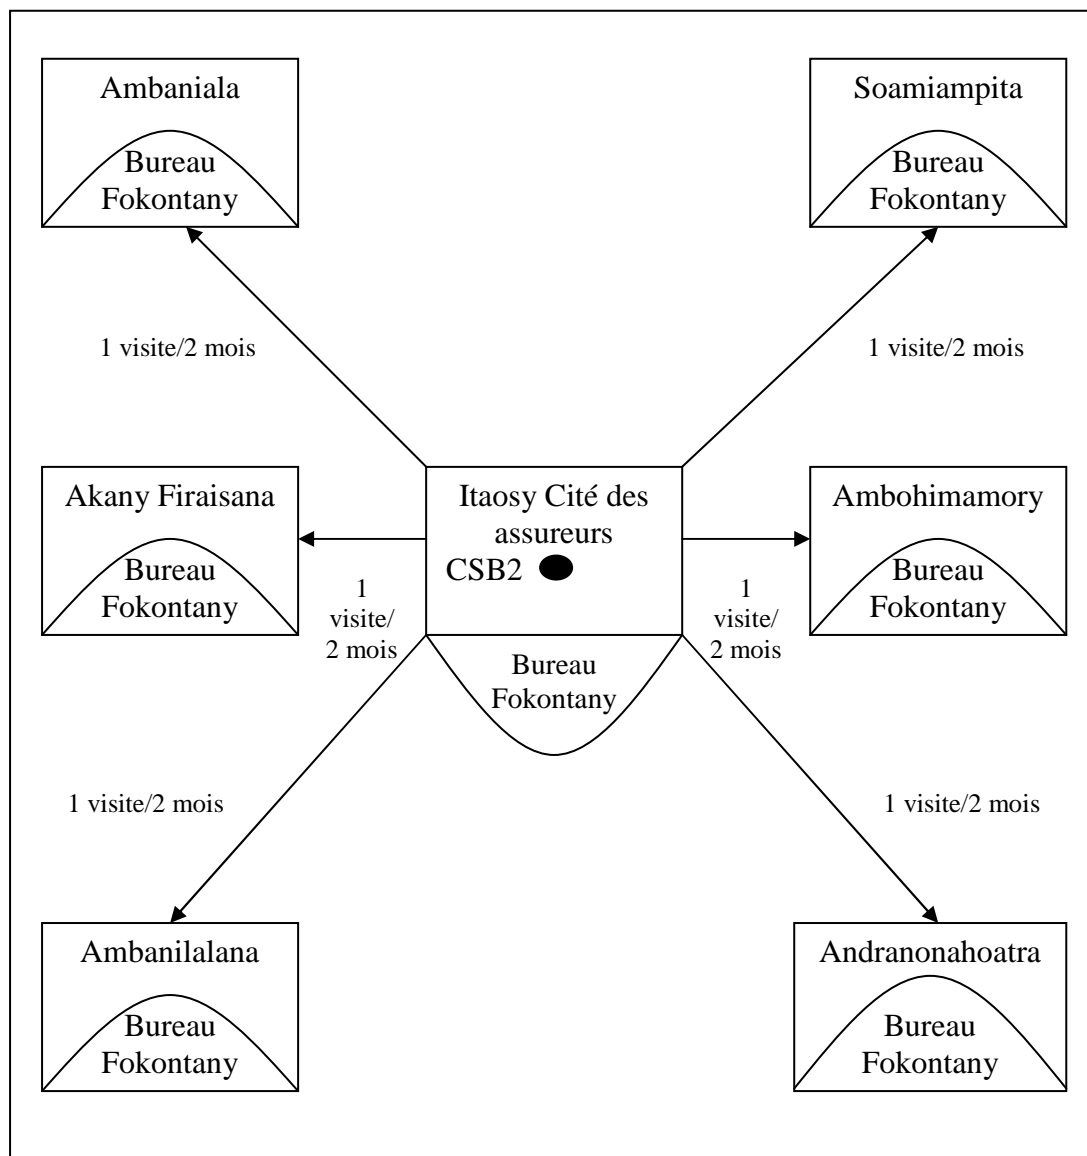 Ambaniala
Bureau
Fokontany
Soamiampita
Bureau
Fokontany
1 visite/2 mois
1 visite/2 mois
Akany Firaisana
Bureau
Fokontany
Itaosy Cité des
assureurs
CSB2
Ambohimamory
Bureau
Fokontany
1
visite/
2 mois
1
visite/
2 mois
Bureau
Fokontany
1 visite/2 mois
1 visite/2 mois
Ambanilalana
Bureau
Fokontany
Andranonahoatra
Bureau
Fokontany